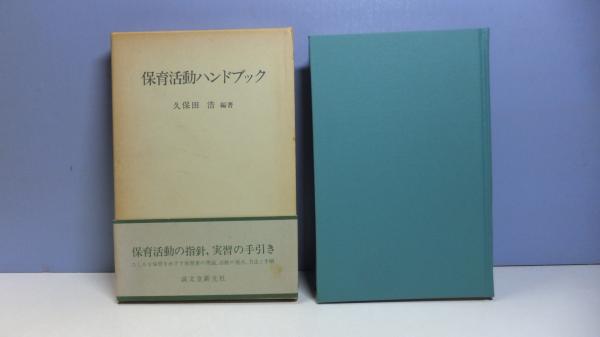 保育活動ハンドブック
久保田 浩 編著
保育活動の指針,実習の手引き
誠文堂新光社